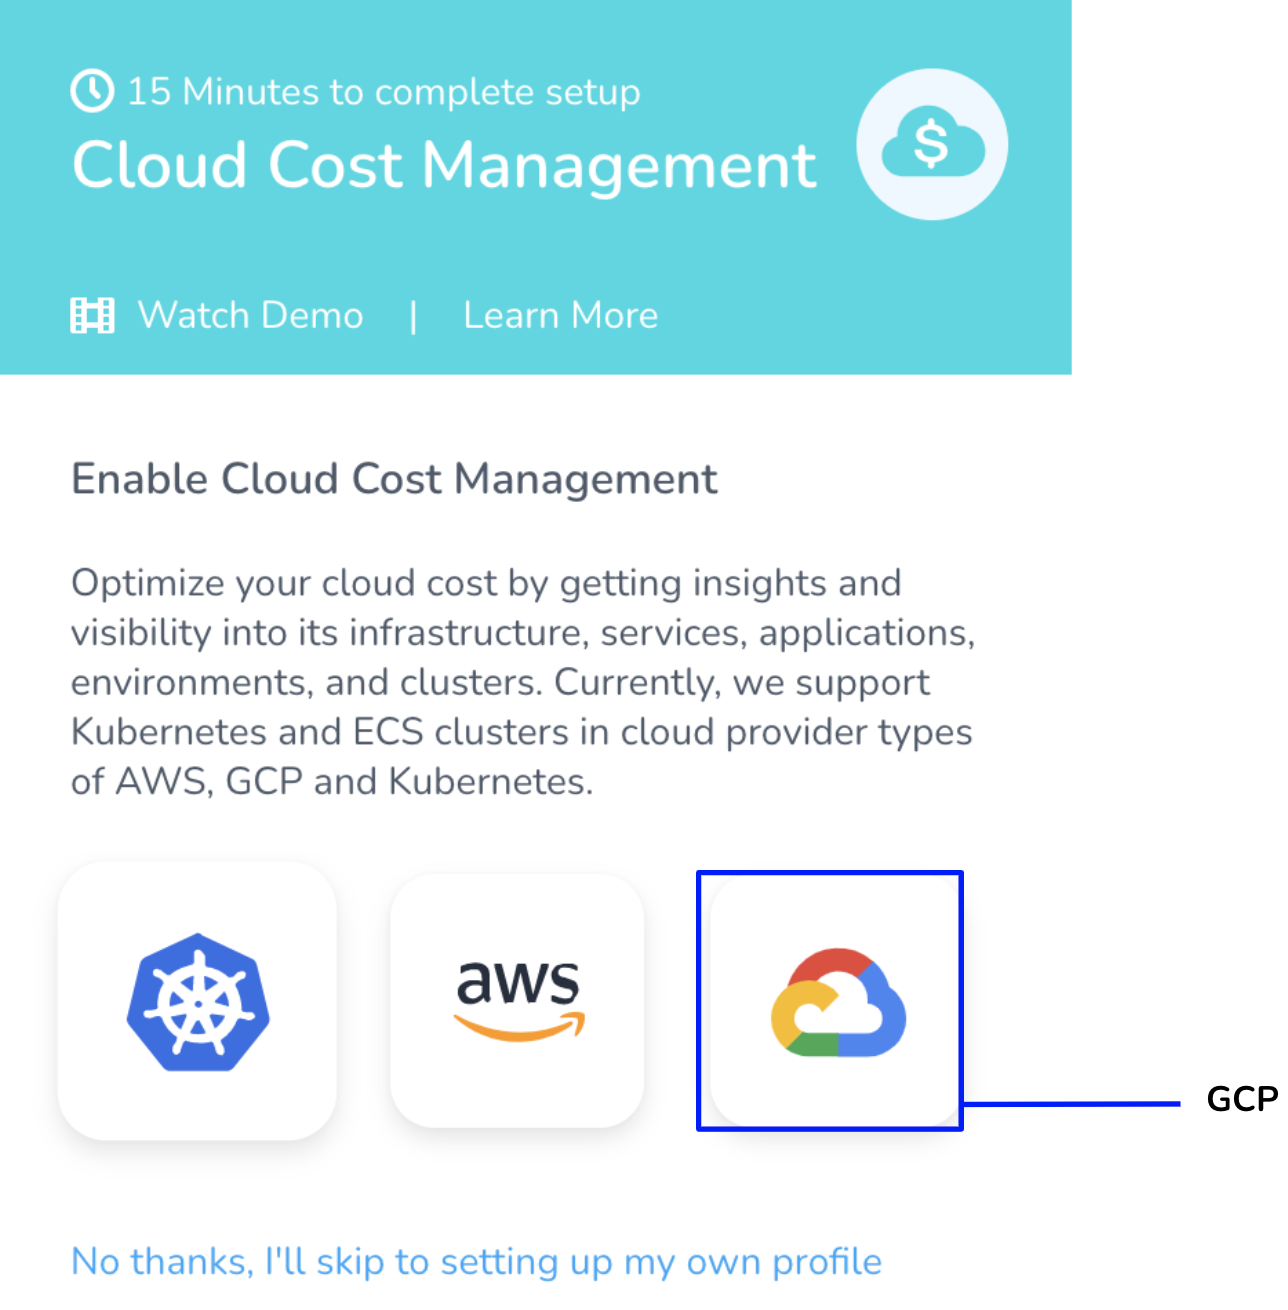 15 Minutes to complete setup
Cloud Cost Management
Watch Demo | Learn More
Enable Cloud Cost Management
Optimize your cloud cost by getting insights and
visibility into its infrastructure, services, applications,
environments, and clusters. Currently, we support
Kubernetes and ECS clusters in cloud provider types
of AWS, GCP and Kubernetes.
aws
GCP
No thanks, I'll skip to setting up my own profile